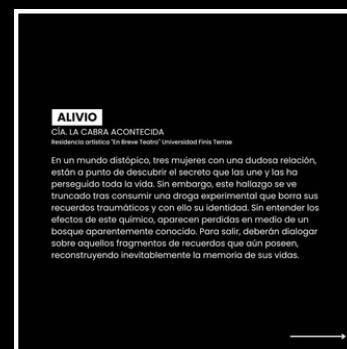 ALIVIO
CÍA. LA CABRA ACONTECIDA
Residencia artística "En Breve Teatro" Universidad Finis Terrae
En un mundo distópico, tres mujeres con una dudosa relación,
están a punto de descubrir el secreto que las une y las ha
perseguido toda la vida. Sin embargo, este hallazgo se ve
truncado tras consumir una droga experimental que borra sus
recuerdos traumáticos y con ello su identidad. Sin entender los
efectos de este químico, aparecen perdidas en medio de un
bosque aparentemente conocido. Para salir, deberán dialogar
sobre aquellos fragmentos de recuerdos que aún poseen,
reconstruyendo inevitablemente la memoria de sus vidas.